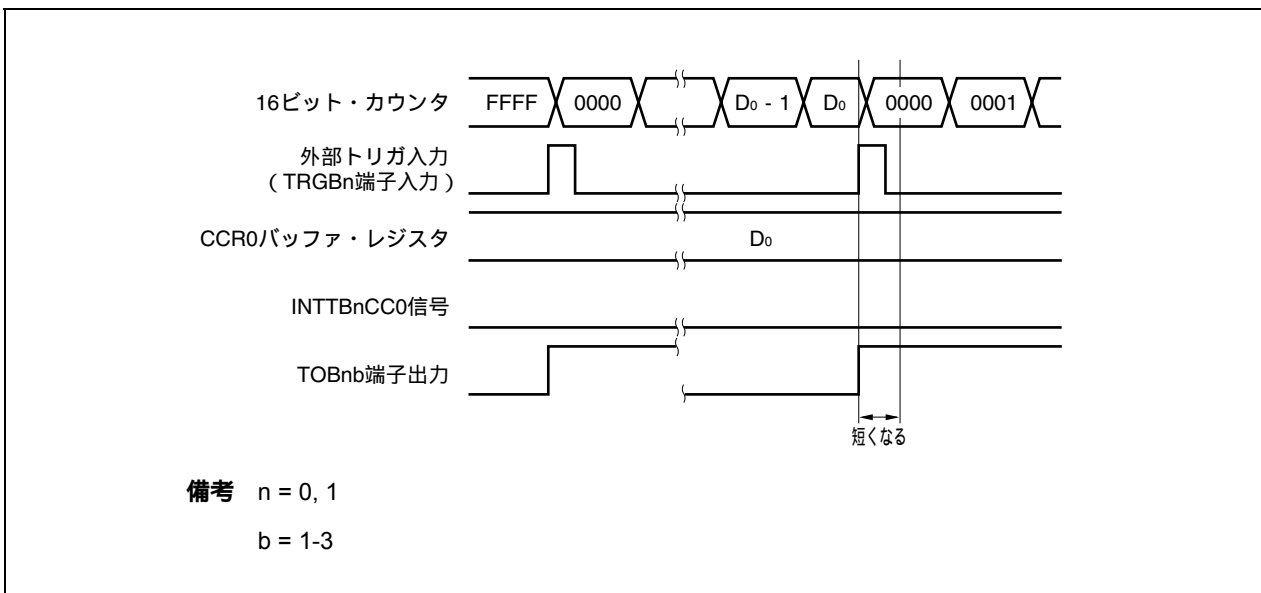 16ビット・カウンタ FFFF 0000 D0 - 1 D0 0000 0001
外部トリガ入力
（TRGBn端子入力）
CCR0バッファ・レジスタ D0
INTTBnCC0信号
TOBnb端子出力
短くなる
備考 n = 0, 1
b = 1-3